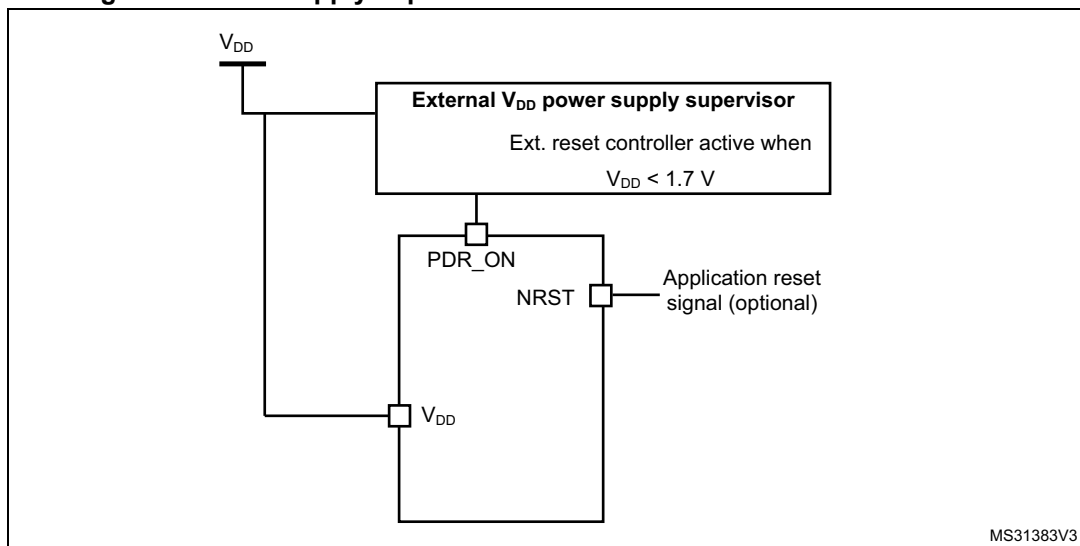 V_DD
External V_DD power supply supervisor
Ext. reset controller active when
V_DD < 1.7 V
PDR_ON
NRST
Application reset
signal (optional)
V_DD
MS31383V3